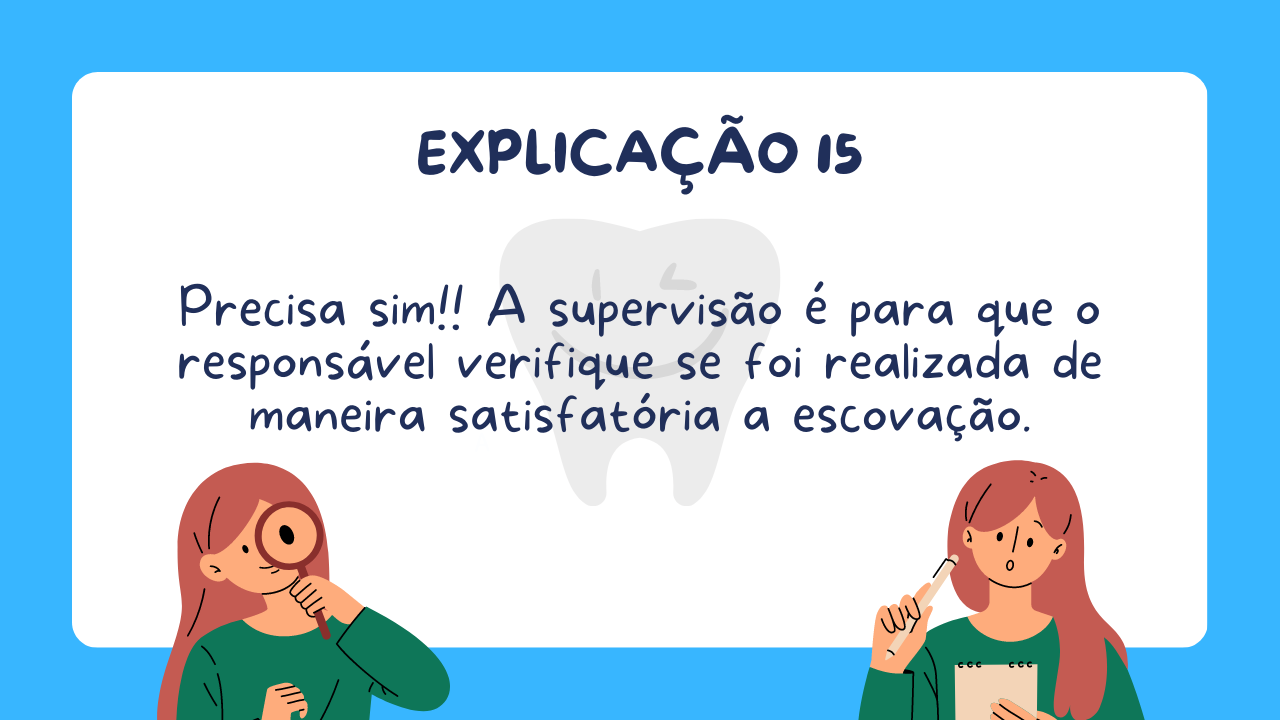 EXPLICAÇÃO 15
Precisa sim!! A supervisão é para que o
responsável verifique se foi realizada de
maneira satisfatória a escovação.